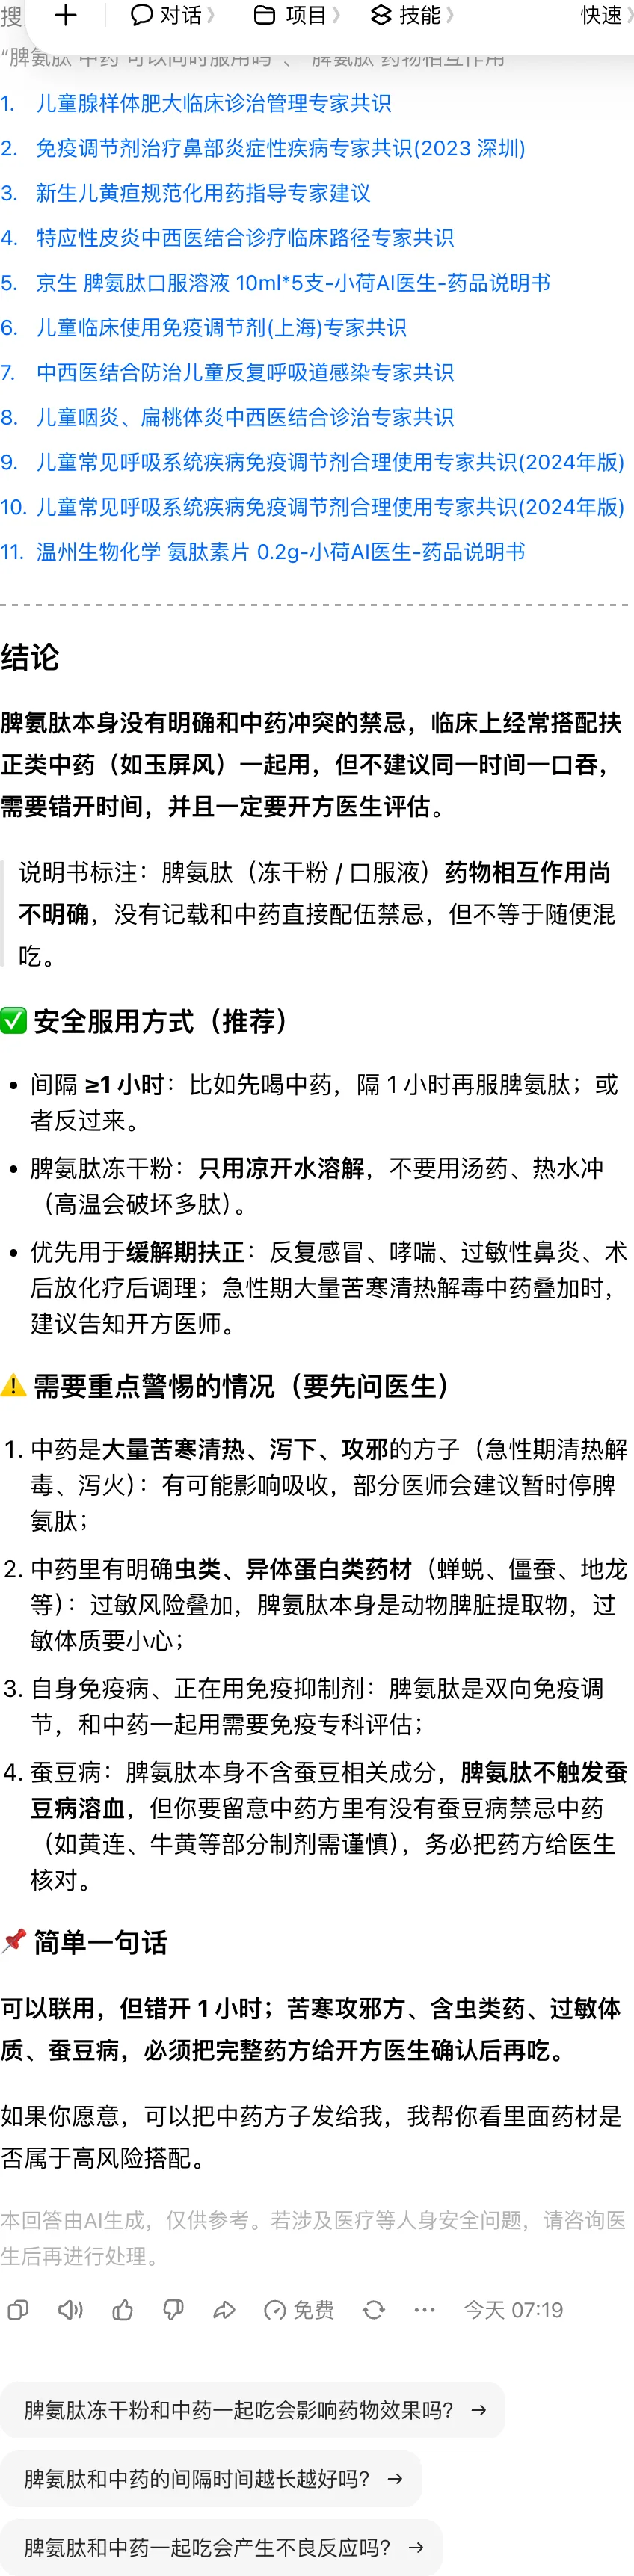 搜
对话
项目
技能
快速
“脾氨肽 中药 可以同时服用吗”、“脾氨肽 药物相互作用
1. 儿童腺样体肥大临床诊治管理专家共识
2. 免疫调节剂治疗鼻部炎症性疾病专家共识(2023 深圳)
3. 新生儿黄疸规范化用药指导专家建议
4. 特应性皮炎中西医结合诊疗临床路径专家共识
5. 京生 脾氨肽口服溶液 10ml*5支-小荷AI医生-药品说明书
6. 儿童临床使用免疫调节剂(上海)专家共识
7. 中西医结合防治儿童反复呼吸道感染专家共识
8. 儿童咽炎、扁桃体炎中西医结合诊治专家共识
9. 儿童常见呼吸系统疾病免疫调节剂合理使用专家共识(2024年版)
10. 儿童常见呼吸系统疾病免疫调节剂合理使用专家共识(2024年版)
11. 温州生物化学 氨肽素片 0.2g-小荷AI医生-药品说明书
结论
脾氨肽本身没有明确和中药冲突的禁忌，临床上经常搭配扶
正类中药（如玉屏风）一起用，但不建议同一时间一口吞，
需要错开时间，并且一定要开方医生评估。
说明书标注：脾氨肽（冻干粉 / 口服液）药物相互作用尚
不明确，没有记载和中药直接配伍禁忌，但不等于随便混
吃。
✅ 安全服用方式（推荐）
• 间隔 ≥1 小时：比如先喝中药，隔 1 小时再服脾氨肽；或
者反过来。
• 脾氨肽冻干粉：只用凉开水溶解，不要用汤药、热水冲
（高温会破坏多肽）。
• 优先用于缓解期扶正：反复感冒、哮喘、过敏性鼻炎、术
后放化疗后调理；急性期大量苦寒清热解毒中药叠加时，
建议告知开方医师。
⚠️ 需要重点警惕的情况（要先问医生）
1. 中药是大量苦寒清热、泻下、攻邪的方子（急性期清热解
毒、泻火）：有可能影响吸收，部分医师会建议暂时停脾
氨肽；
2. 中药里有明确虫类、异体蛋白类药材（蝉蜕、僵蚕、地龙
等）：过敏风险叠加，脾氨肽本身是动物脾脏提取物，过
敏体质要小心；
3. 自身免疫病、正在用免疫抑制剂：脾氨肽是双向免疫调
节，和中药一起用需要免疫专科评估；
4. 蚕豆病：脾氨肽本身不含蚕豆相关成分，脾氨肽不触发蚕
豆病溶血，但你要留意中药方里有没有蚕豆病禁忌中药
（如黄连、牛黄等部分制剂需谨慎），务必把药方给医生
核对。
📌 简单一句话
可以联用，但错开 1 小时；苦寒攻邪方、含虫类药、过敏体
质、蚕豆病，必须把完整药方给开方医生确认后再吃。
如果你愿意，可以把中药方子发给我，我帮你看里面药材是
否属于高风险搭配。
本回答由AI生成，仅供参考。若涉及医疗等人身安全问题，请咨询医
生后再进行处理。
免费
今天 07:19
脾氨肽冻干粉和中药一起吃会影响药物效果吗？ →
脾氨肽和中药的间隔时间越长越好吗？ →
脾氨肽和中药一起吃会产生不良反应吗？ →